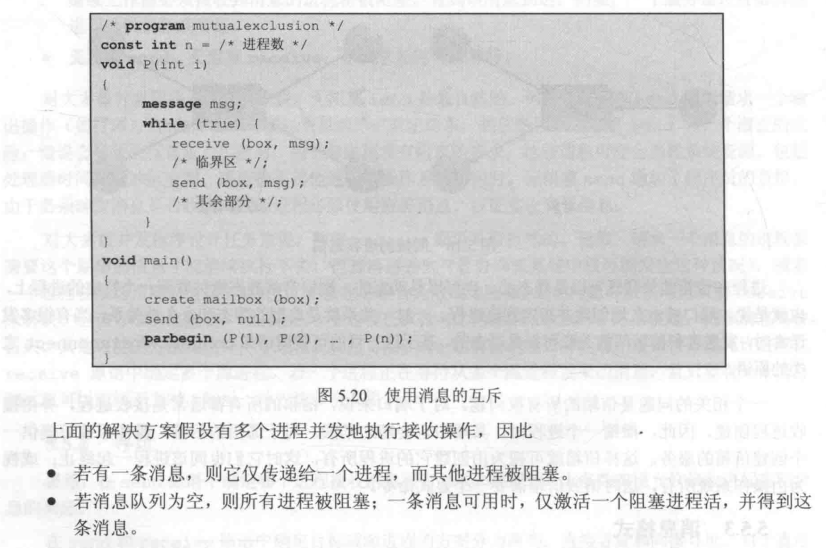 /* program mutualexclusion */
const int n = /* 进程数 */
void P(int i)
{
message msg;
while (true) {
receive (box, msg);
/* 临界区 */;
send (box, msg);
/* 其余部分 */;
}
}
void main()
{
create mailbox (box);
send (box, null);
parbegin (P(1), P(2), … , P(n));
图 5.20 使用消息的互斥
上面的解决方案假设有多个进程并发地执行接收操作，因此
● 若有一条消息，则它仅传递给一个进程，而其他进程被阻塞。
● 若消息队列为空，则所有进程被阻塞；一条消息可用时，仅激活一个阻塞进程活，并得到这
条消息。